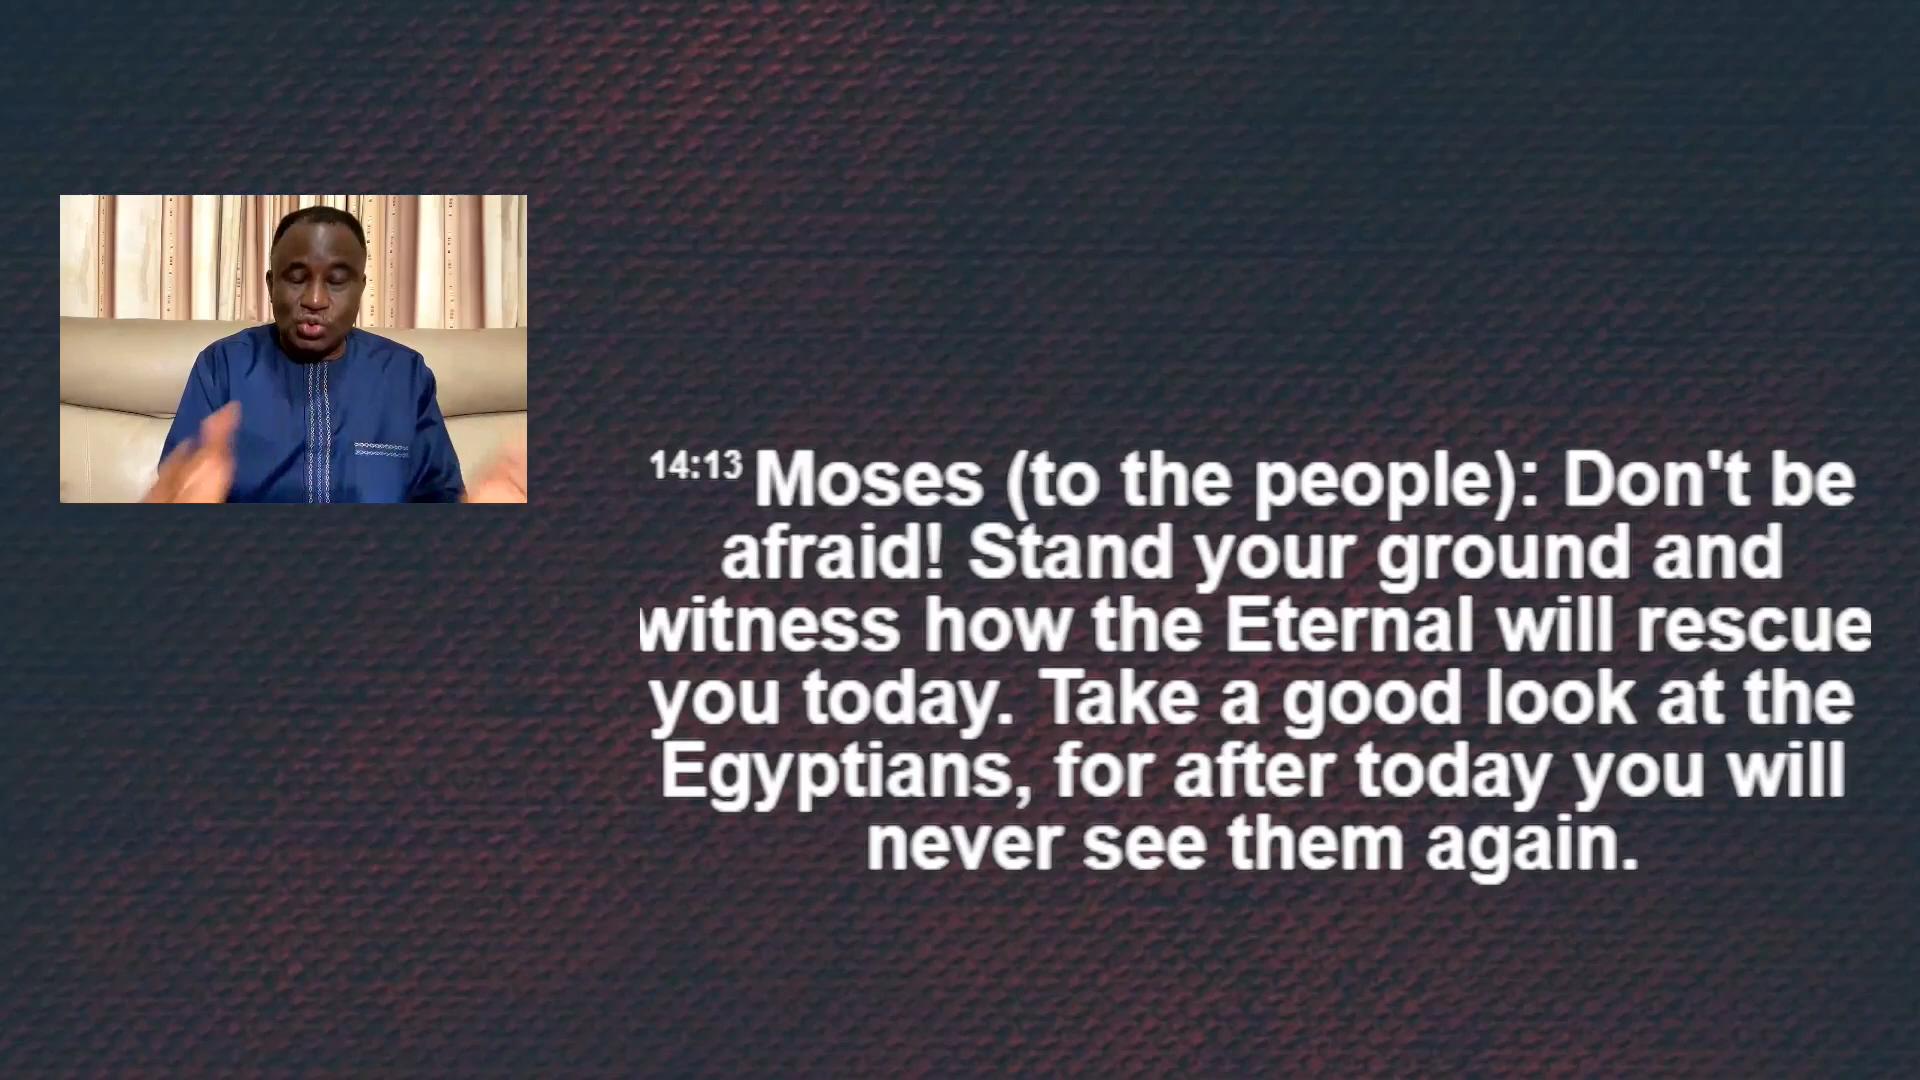 14:13 Moses (to the people): Don't be
afraid! Stand your ground and
witness how the Eternal will rescue
you today. Take a good look at the
Egyptians, for after today you will
never see them again.